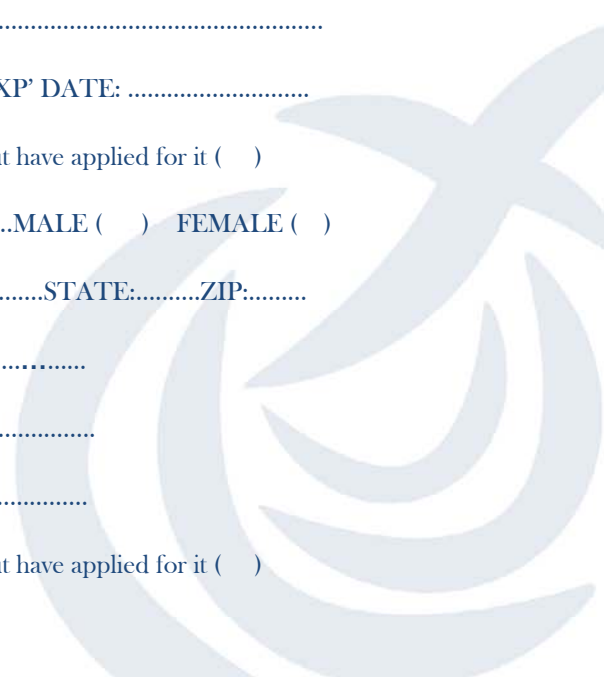 .................................................
XP’ DATE: ............................
t have applied for it (    )
..MALE (     )    FEMALE (   )
.......STATE:..........ZIP:.........
............
...............
..............
t have applied for it (    )